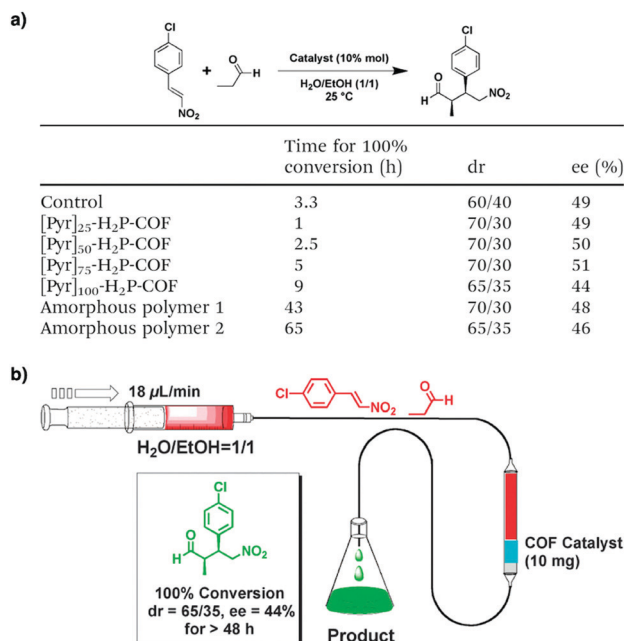 a)
Cl
NO₂
+
O
H
Catalyst (10% mol)
H₂O/EtOH (1/1)
25 °C
Cl
O
H
NO₂
Time for 100%
conversion (h) dr ee (%)
Control 3.3 60/40 49
[Pyr]₂₅-H₂P-COF 1 70/30 49
[Pyr]₅₀-H₂P-COF 2.5 70/30 50
[Pyr]₇₅-H₂P-COF 5 70/30 51
[Pyr]₁₀₀-H₂P-COF 9 65/35 44
Amorphous polymer 1 43 70/30 48
Amorphous polymer 2 65 65/35 46
b)
18 μL/min
H₂O/EtOH=1/1
Cl
NO₂
O
H
Cl
O
H
NO₂
100% Conversion
dr = 65/35, ee = 44%
for > 48 h
Product
COF Catalyst
(10 mg)